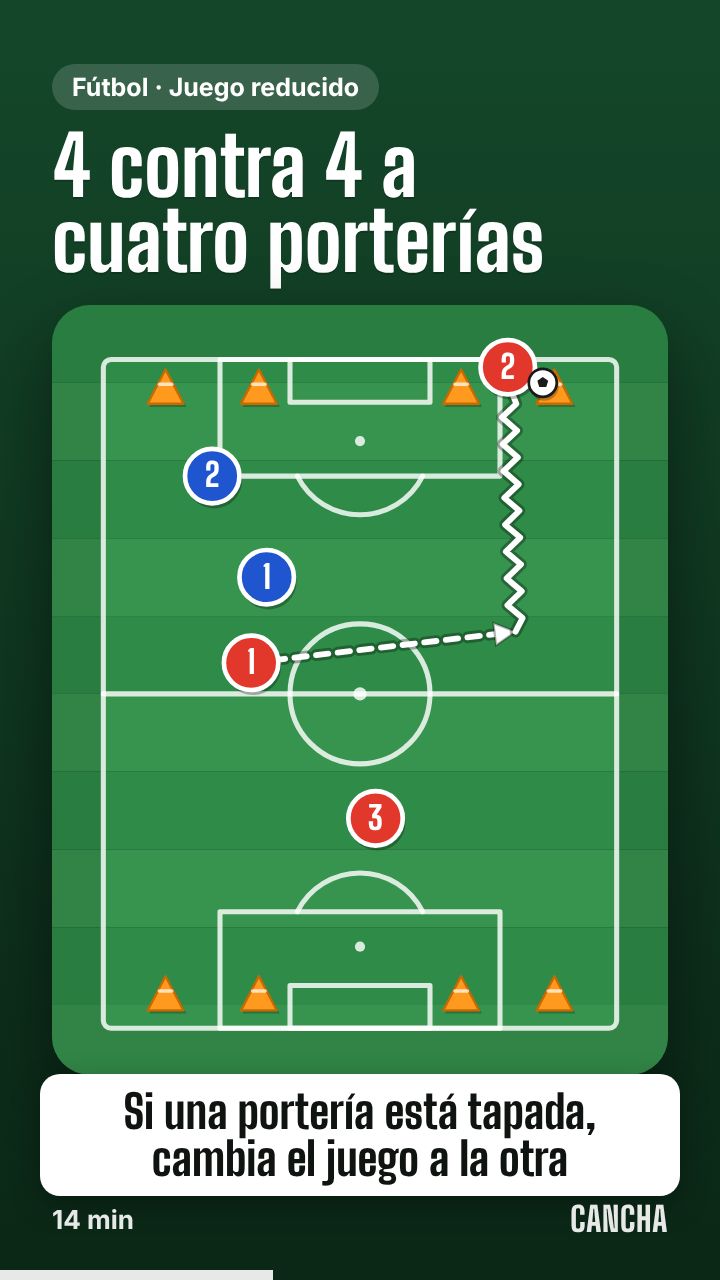 Fútbol · Juego reducido
4 contra 4 a
cuatro porterías
2
2
1
1
3
Si una portería está tapada,
cambia el juego a la otra
14 min
CANCHA